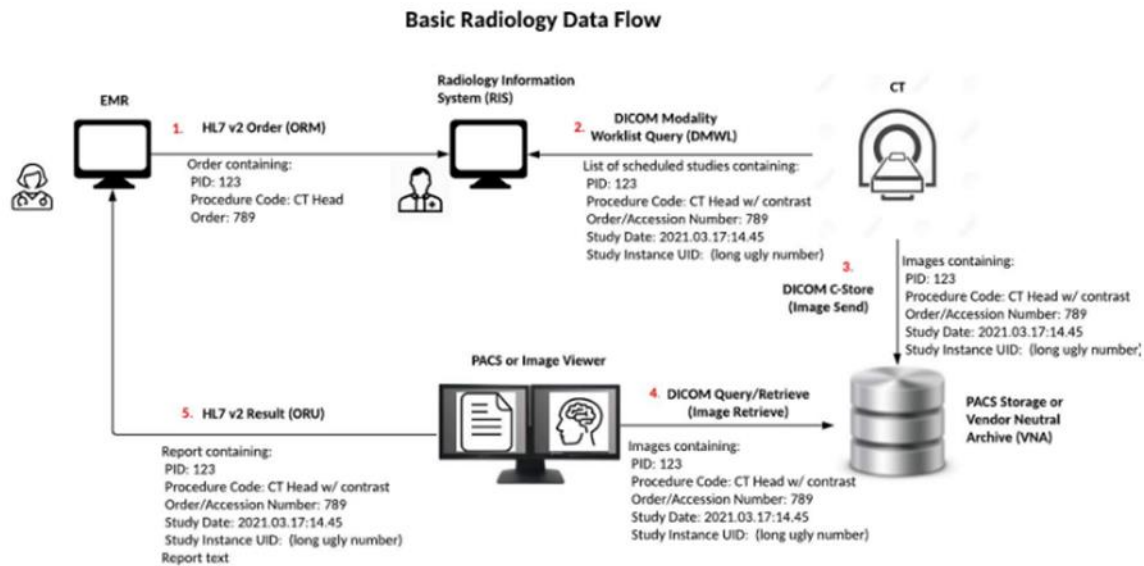 Basic Radiology Data Flow
EMR
1. HL7 v2 Order (ORM)
Order containing:
PID: 123
Procedure Code: CT Head
Order: 789
Radiology Information
System (RIS)
2. DICOM Modality
Worklist Query (DMWL)
List of scheduled studies containing:
PID: 123
Procedure Code: CT Head w/ contrast
Order/Accession Number: 789
Study Date: 2021.03.17:14.45
Study Instance UID: (long ugly number)
CT
3.
DICOM C-Store
(Image Send)
Images containing:
PID: 123
Procedure Code: CT Head w/ contrast
Order/Accession Number: 789
Study Date: 2021.03.17:14.45
Study Instance UID: (long ugly number)
PACS Storage or
Vendor Neutral
Archive (VNA)
PACS or Image Viewer
4. DICOM Query/Retrieve
(Image Retrieve)
Images containing:
PID: 123
Procedure Code: CT Head w/ contrast
Order/Accession Number: 789
Study Date: 2021.03.17:14.45
Study Instance UID: (long ugly number)
5. HL7 v2 Result (ORU)
Report containing:
PID: 123
Procedure Code: CT Head w/ contrast
Order/Accession Number: 789
Study Date: 2021.03.17:14.45
Study Instance UID: (long ugly number)
Report text